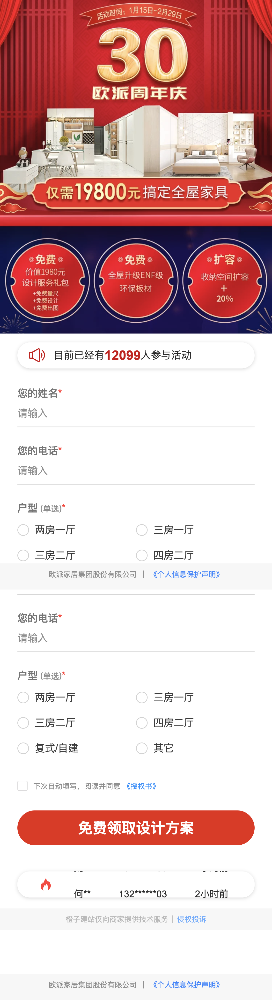 活动时间：1月15日-2月29日
30
欧派周年庆
仅需19800元搞定全屋家具
免费
价值1980元
设计服务礼包
+免费量尺
+免费设计
+免费出图
免费
全屋升级ENF级
环保板材
扩容
收纳空间扩容
+
20%
目前已经有12099人参与活动
您的姓名*
请输入
您的电话*
请输入
户型 (单选)*
两房一厅
三房一厅
三房二厅
四房二厅
欧派家居集团股份有限公司 | 《个人信息保护声明》
您的电话*
请输入
户型 (单选)*
两房一厅
三房一厅
三房二厅
四房二厅
复式/自建
其它
下次自动填写，阅读并同意 《授权书》
免费领取设计方案
何** 132******03 2小时前
橙子建站仅向商家提供技术服务 | 侵权投诉
欧派家居集团股份有限公司 | 《个人信息保护声明》